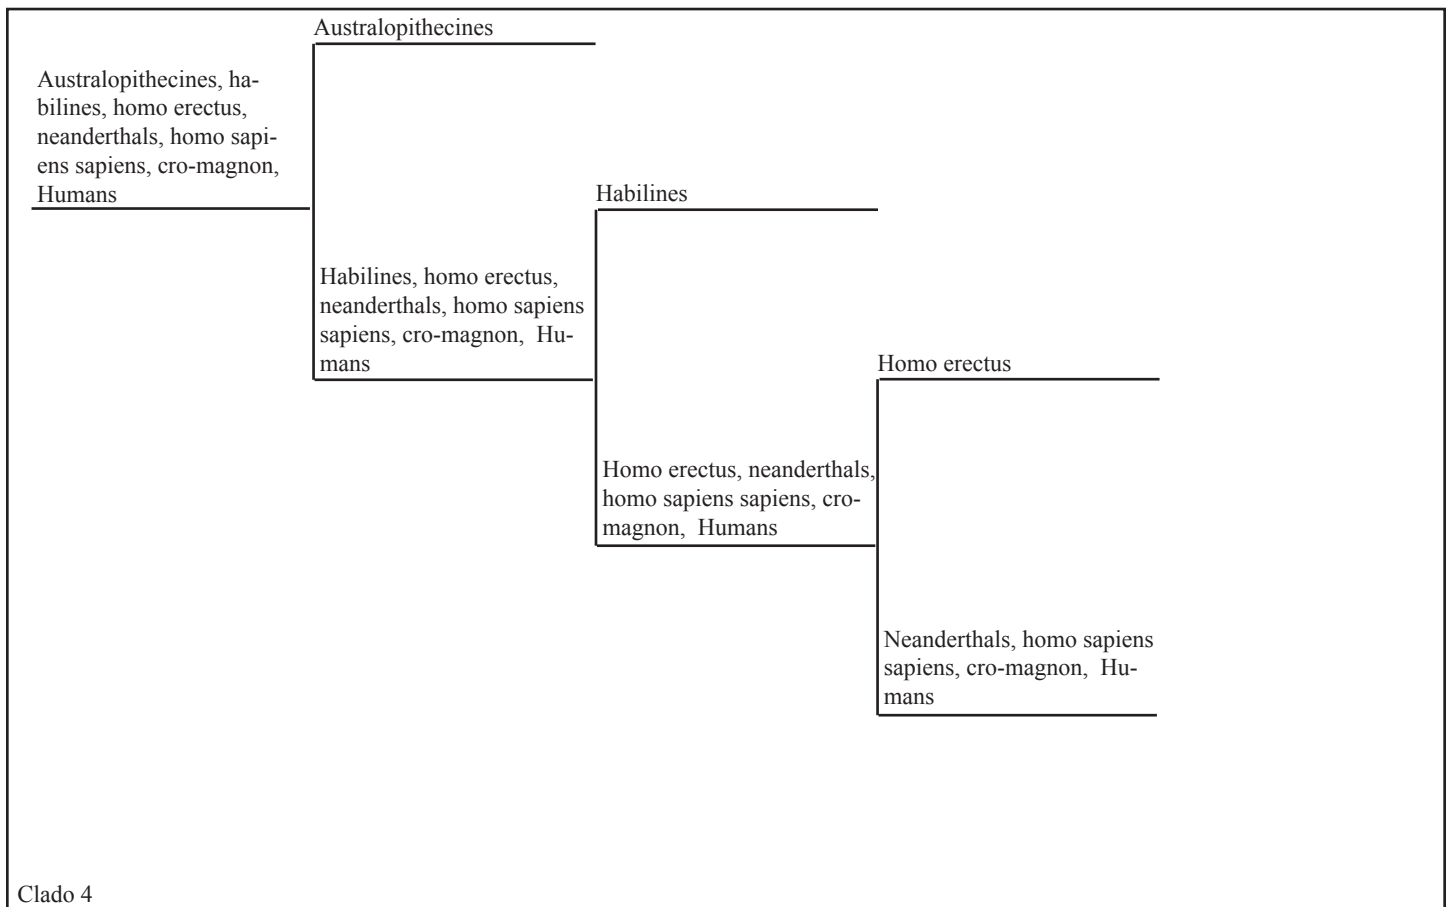 Australopithecines
Australopithecines, ha-
bilines, homo erectus,
neanderthals, homo sapi-
ens sapiens, cro-magnon,
Humans
Habilines
Habilines, homo erectus,
neanderthals, homo sapiens
sapiens, cro-magnon, Hu-
mans
Homo erectus
Homo erectus, neanderthals,
homo sapiens sapiens, cro-
magnon, Humans
Neanderthals, homo sapiens
sapiens, cro-magnon, Hu-
mans
Clado 4